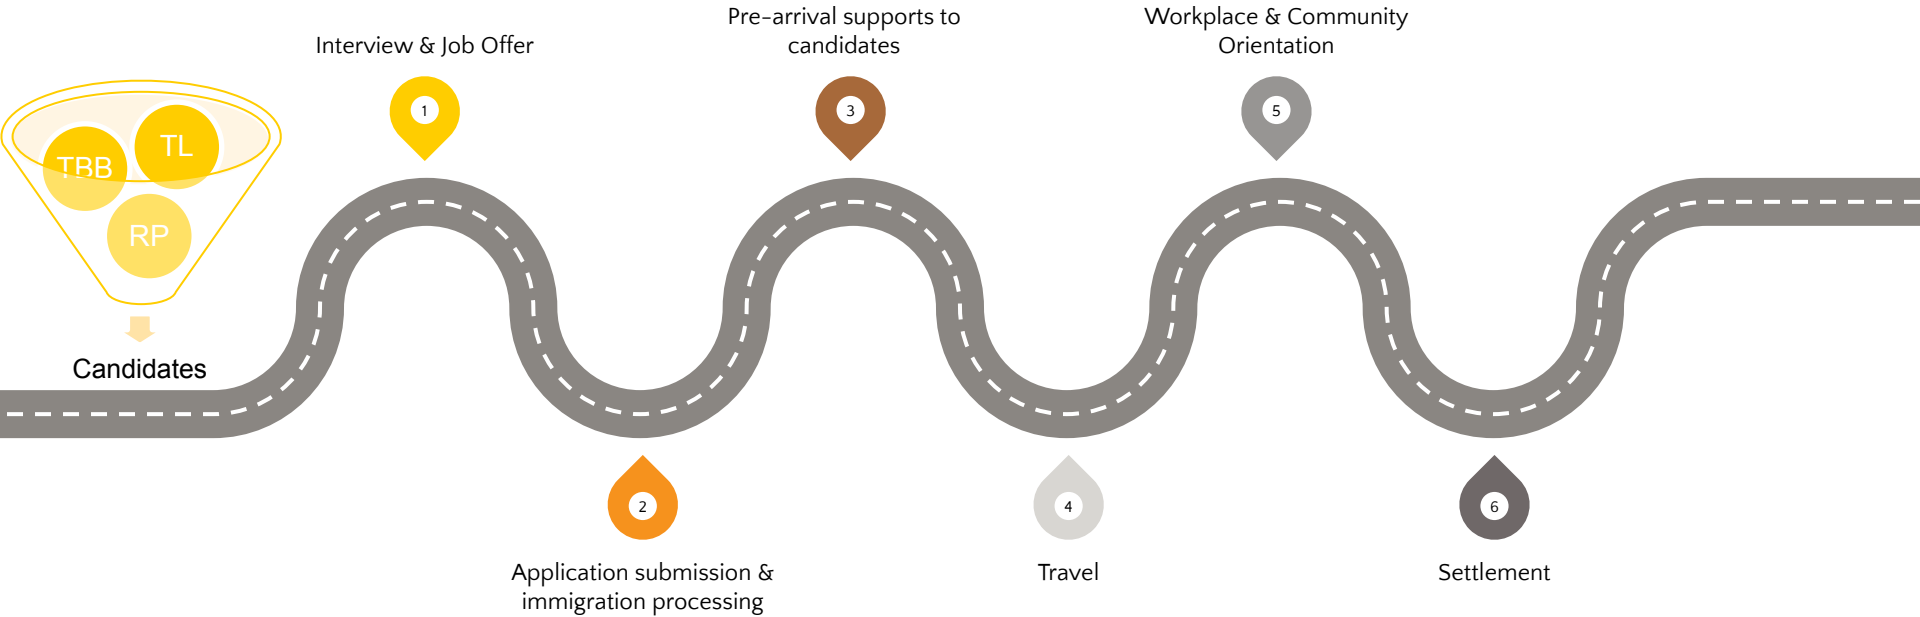 TBB
TL
RP
Candidates
Interview & Job Offer
1
2
Application submission &
immigration processing
Pre-arrival supports to
candidates
3
4
Travel
Workplace & Community
Orientation
5
6
Settlement